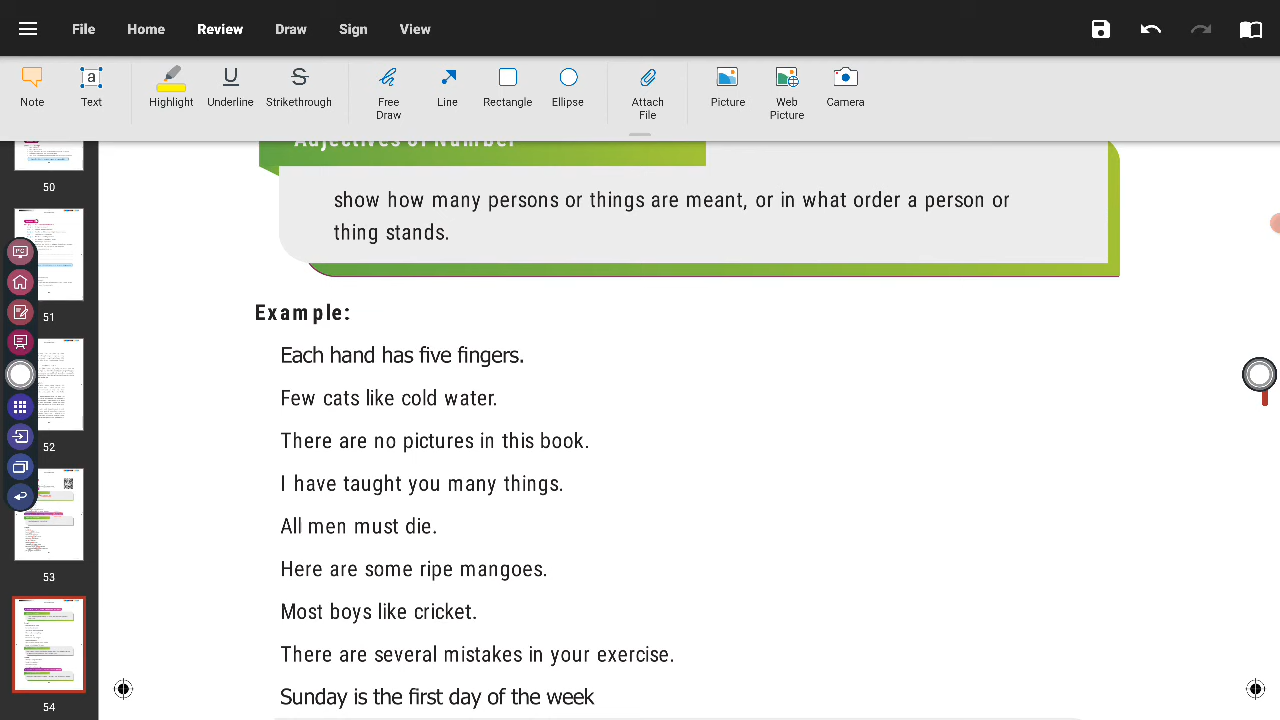 File Home Review Draw Sign View
Note Text Highlight Underline Strikethrough Free Draw Line Rectangle Ellipse Attach File Picture Web Picture Camera
Adjectives of Number
show how many persons or things are meant, or in what order a person or
thing stands.
Example:
Each hand has five fingers.
Few cats like cold water.
There are no pictures in this book.
I have taught you many things.
All men must die.
Here are some ripe mangoes.
Most boys like cricket.
There are several mistakes in your exercise.
Sunday is the first day of the week
50
51
52
53
54
PC